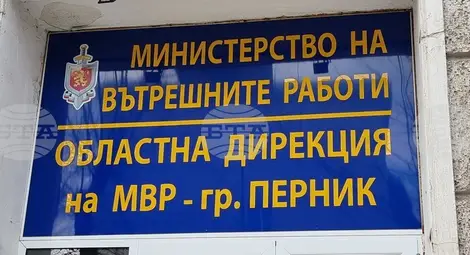 МИНИСТЕРСТВО НА
ВЪТРЕШНИТЕ РАБОТИ
ОБЛАСТНА ДИРЕКЦИЯ
на МВР - гр. ПЕРНИК